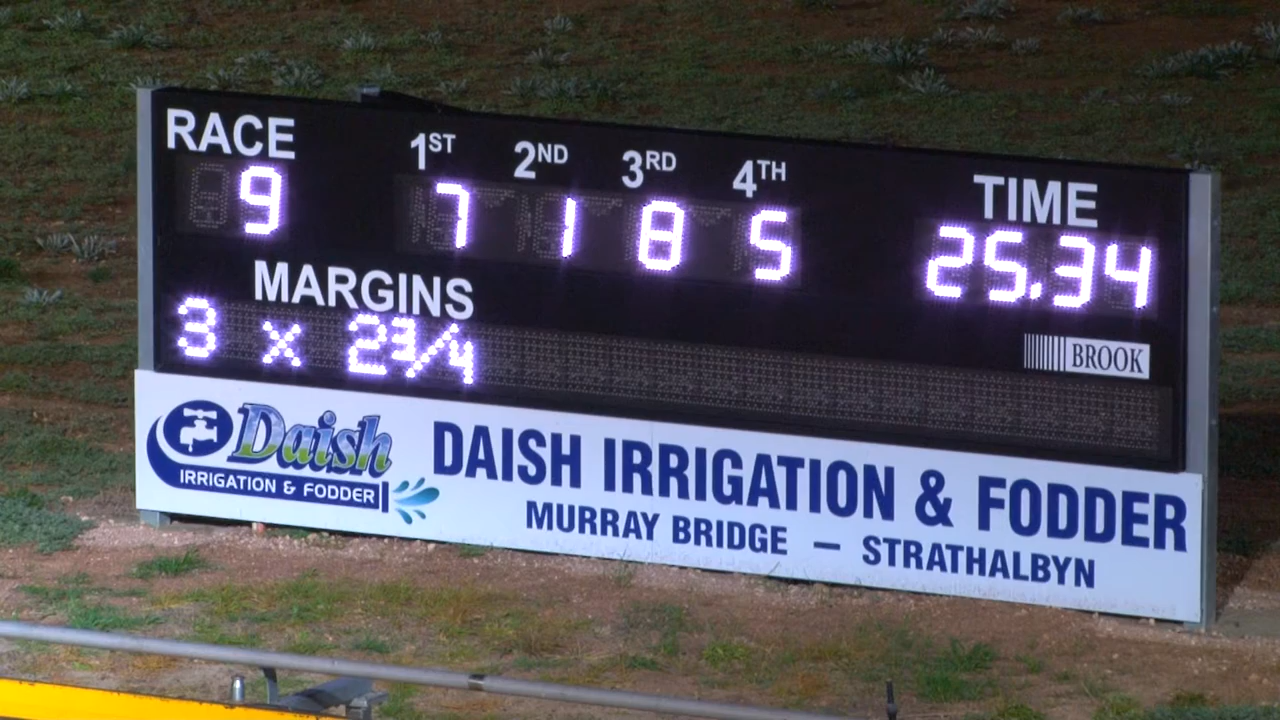 RACE 1ST 2ND 3RD 4TH TIME
9 7 1 8 5 25.34
MARGINS
3 x 2¾
BROOK
Daish
IRRIGATION & FODDER
DAISH IRRIGATION & FODDER
MURRAY BRIDGE – STRATHALBYN